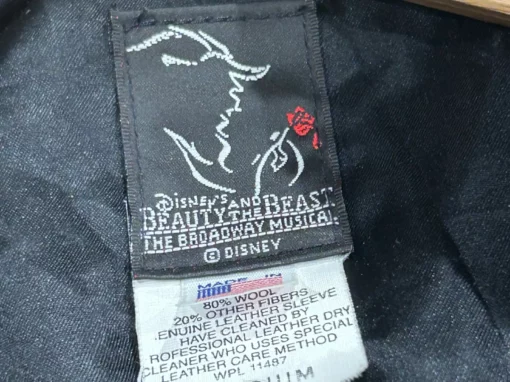 DISNEY'S AND
BEAUTY THE BEAST
THE BROADWAY MUSICAL
© DISNEY
MADE IN
80% WOOL
20% OTHER FIBERS
GENUINE LEATHER SLEEVE
HAVE CLEANED BY
PROFESSIONAL LEATHER DRY
CLEANER WHO USES SPECIAL
LEATHER CARE METHOD
WPL 11487